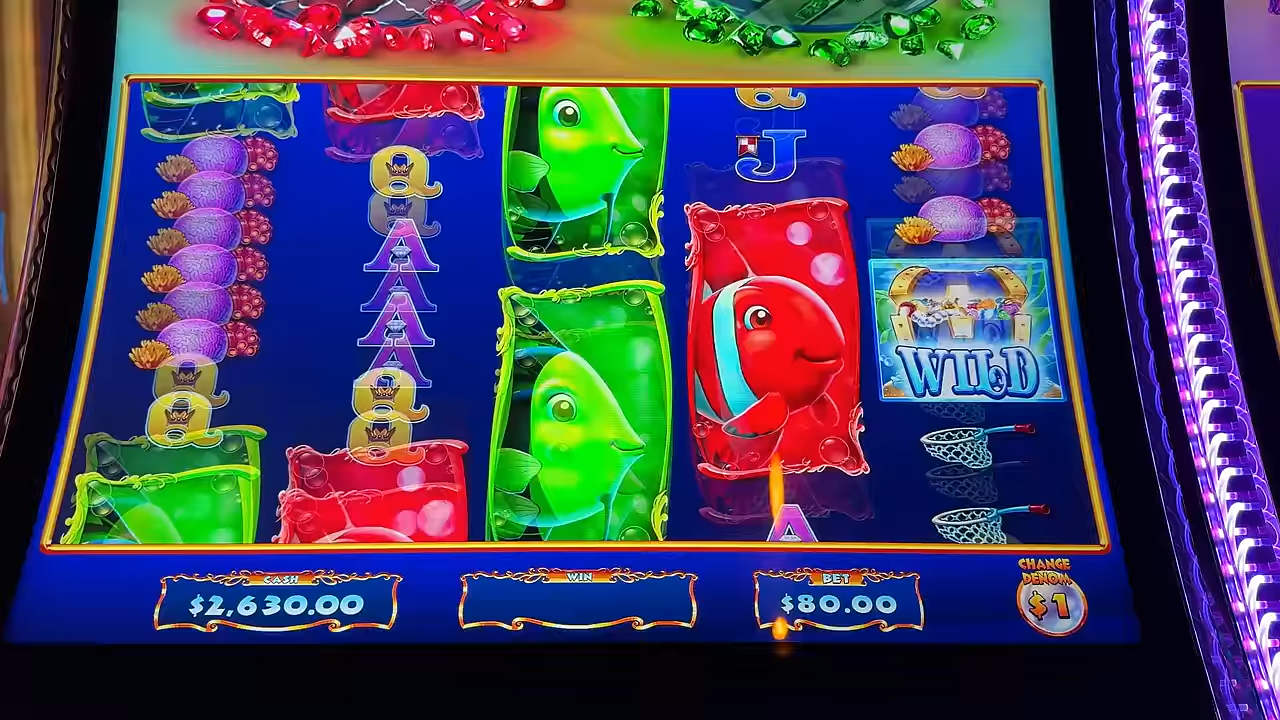 Q
J
Q
Q
A
A
A
WILD
Q
Q
Q
Q
A
CASH
$2,630.00
WIN
BET
$80.00
CHANGE
DENOM
$1